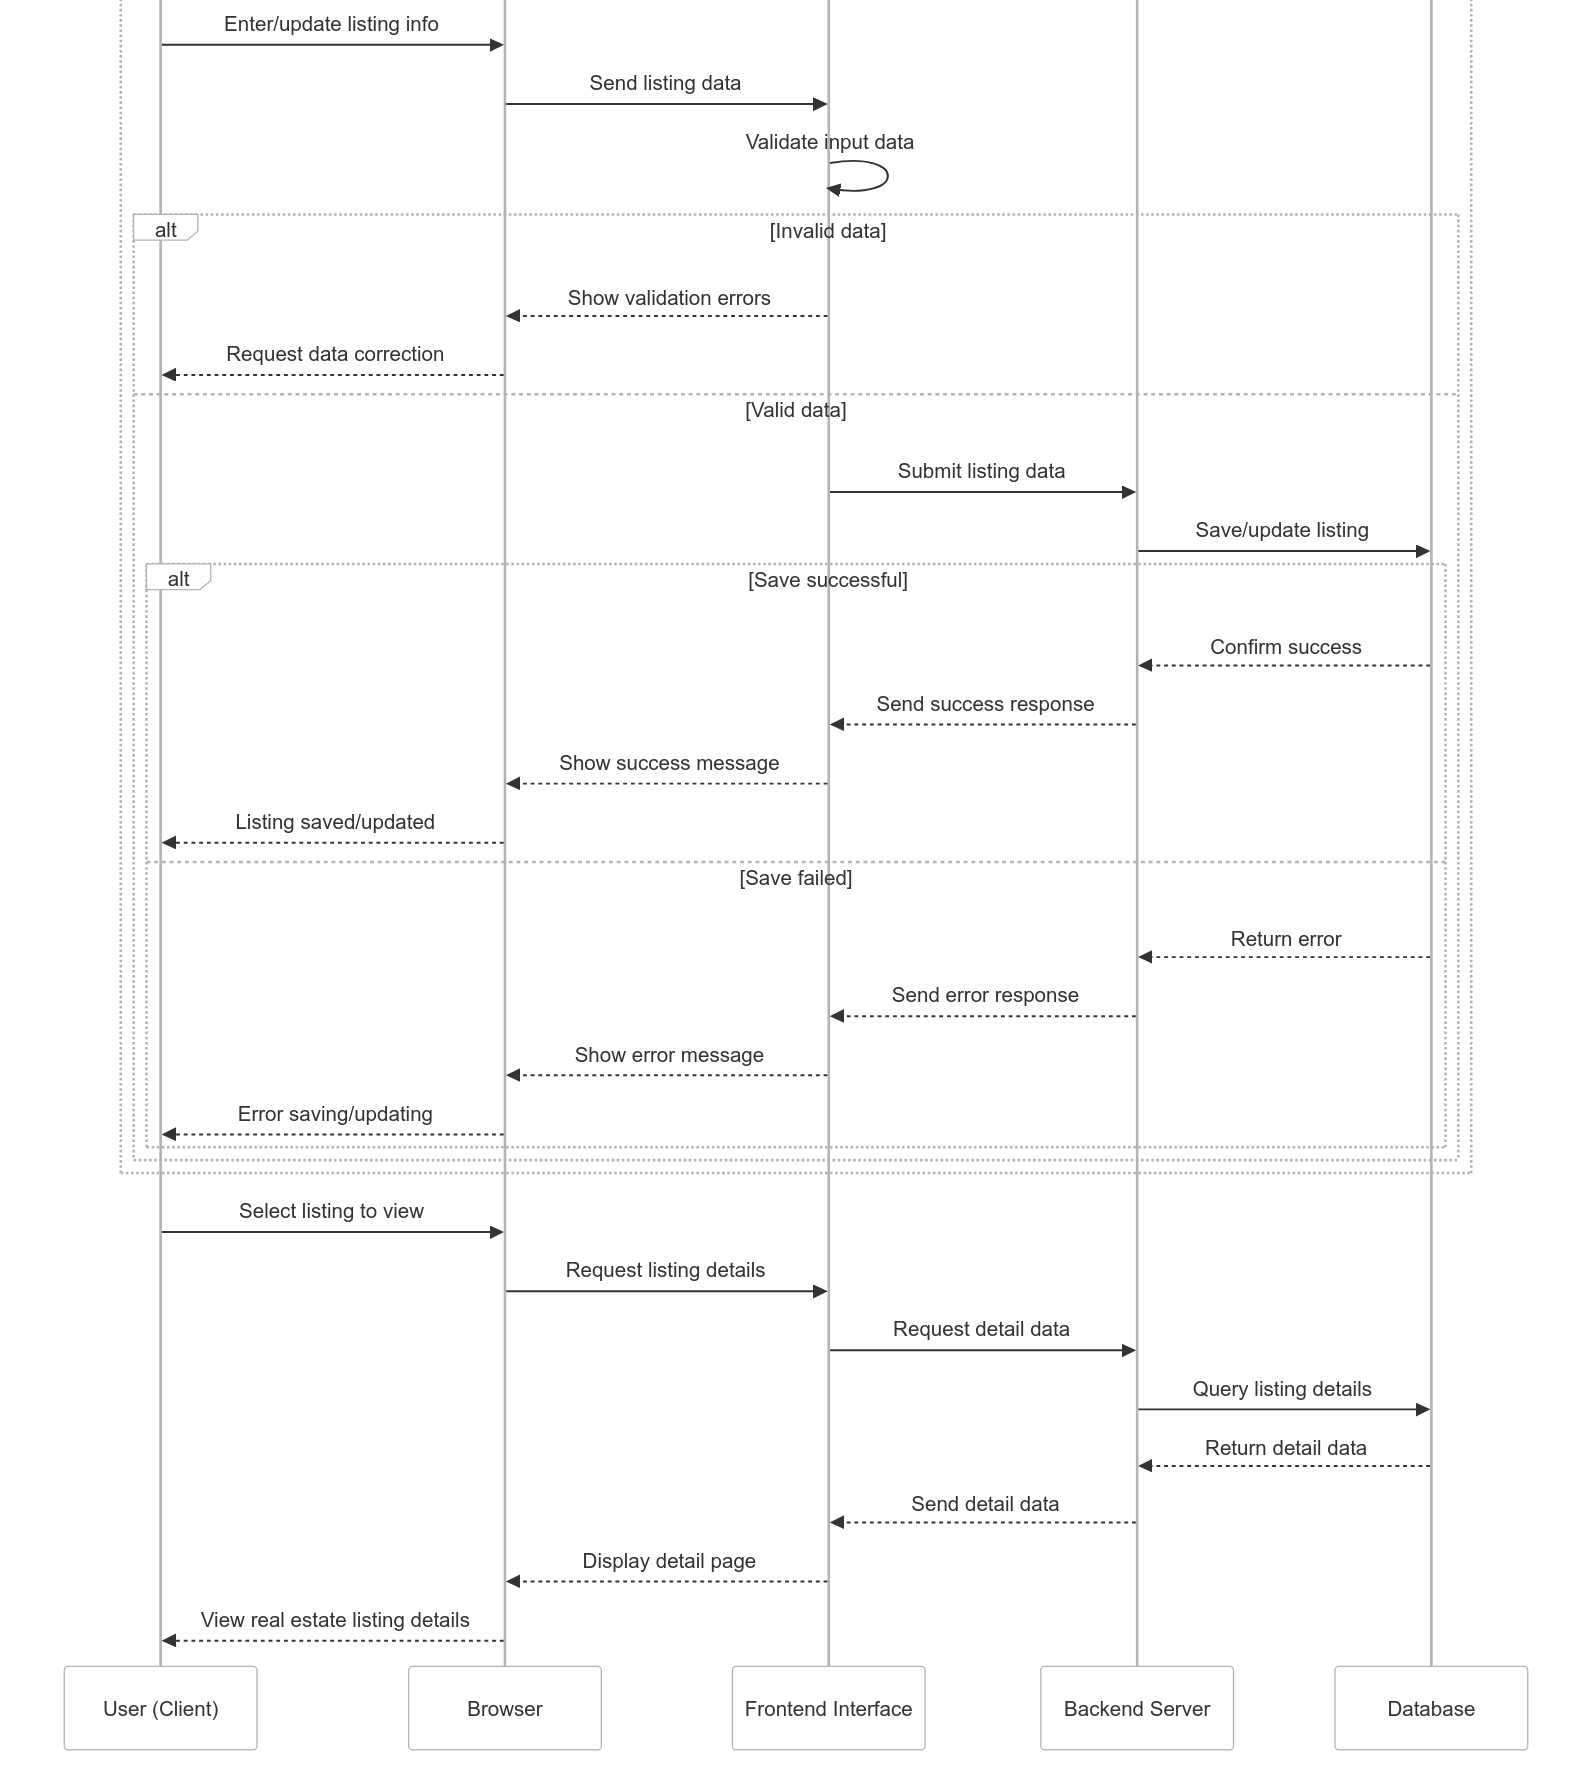 Enter/update listing info
Send listing data
Validate input data
alt
[Invalid data]
Show validation errors
Request data correction
[Valid data]
Submit listing data
Save/update listing
alt
[Save successful]
Confirm success
Send success response
Show success message
Listing saved/updated
[Save failed]
Return error
Send error response
Show error message
Error saving/updating
Select listing to view
Request listing details
Request detail data
Query listing details
Return detail data
Send detail data
Display detail page
View real estate listing details
User (Client)
Browser
Frontend Interface
Backend Server
Database